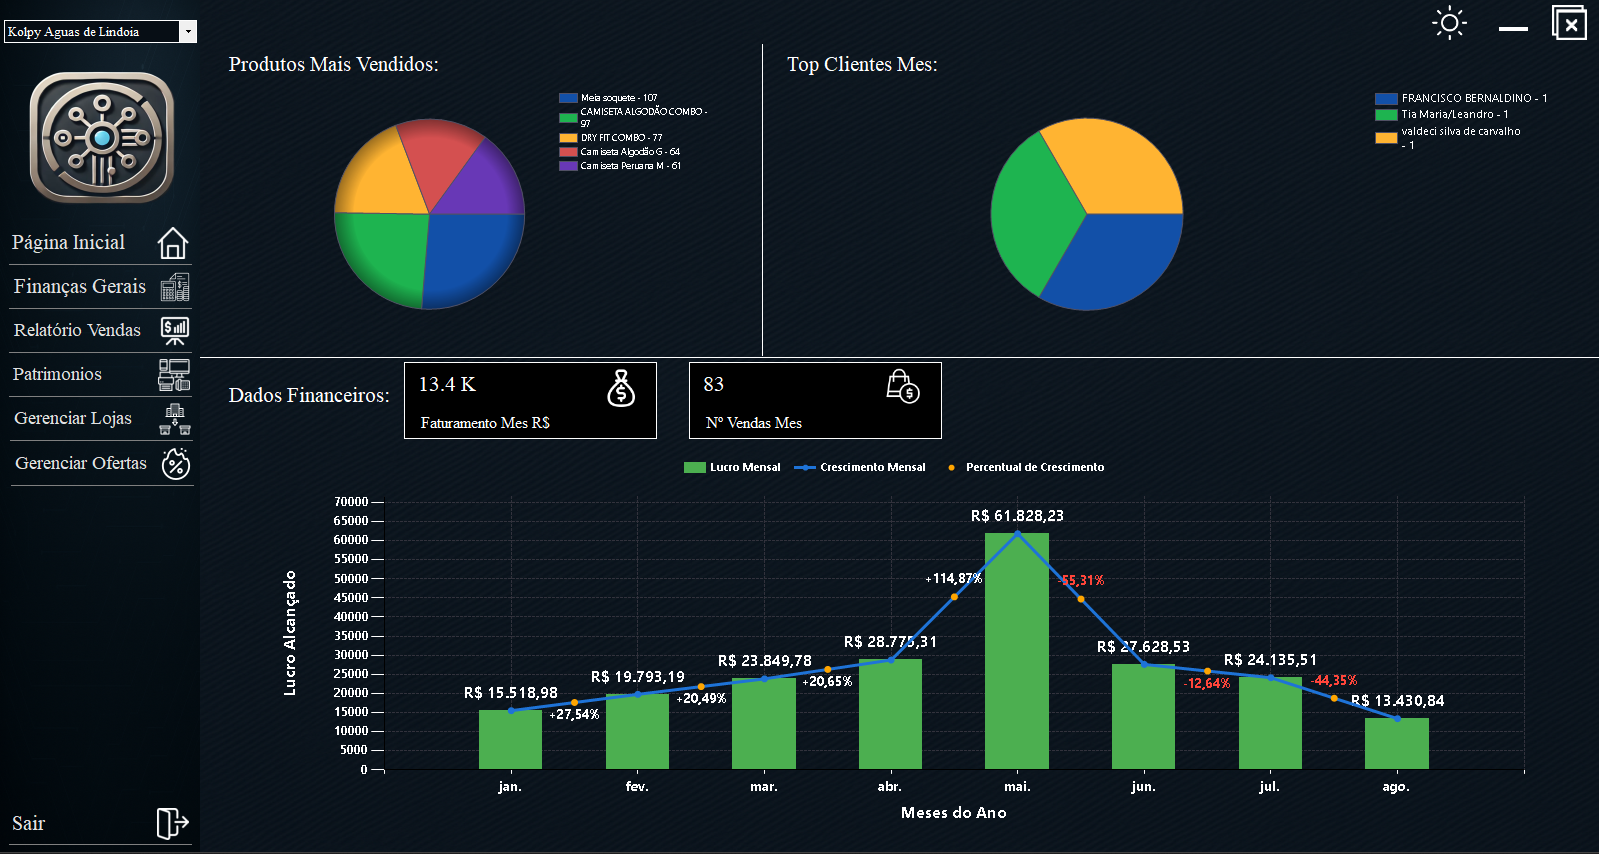 Kolpy Aguas de Lindoia
Página Inicial
Finanças Gerais
Relatório Vendas
Patrimonios
Gerenciar Lojas
Gerenciar Ofertas
Sair
Produtos Mais Vendidos:
Meia soquete - 107
CAMISETA ALGODÃO COMBO -
97
DRY FIT COMBO - 77
Camiseta Algodão G - 64
Camiseta Peruana M - 61
Top Clientes Mes:
FRANCISCO BERNALDINO - 1
Tia Maria/Leandro - 1
valdeci silva de carvalho
- 1
Dados Financeiros:
13.4 K
Faturamento Mes R$
83
Nº Vendas Mes
Lucro Mensal
Crescimento Mensal
Percentual de Crescimento
Lucro Alcançado
70000
65000
60000
55000
50000
45000
40000
35000
30000
25000
20000
15000
10000
5000
0
R$ 15.518,98
+27,54%
R$ 19.793,19
+20,49%
R$ 23.849,78
+20,65%
R$ 28.775,31
+114,87%
R$ 61.828,23
-55,31%
R$ 27.628,53
-12,64%
R$ 24.135,51
-44,35%
R$ 13.430,84
jan.
fev.
mar.
abr.
mai.
jun.
jul.
ago.
Meses do Ano